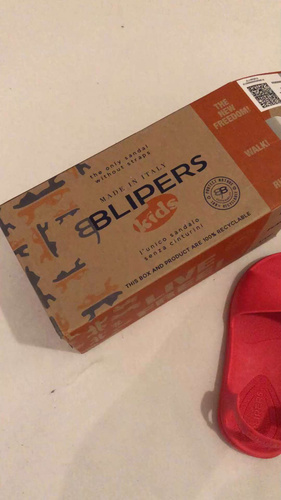 the only sandal
without straps
MADE IN ITALY
BLIPERS
kids
l'unico sandalo
senza cinturini
THIS BOX AND PRODUCT ARE 100% RECYCLABLE
THE
NEW
FREEDOM!
WALK!